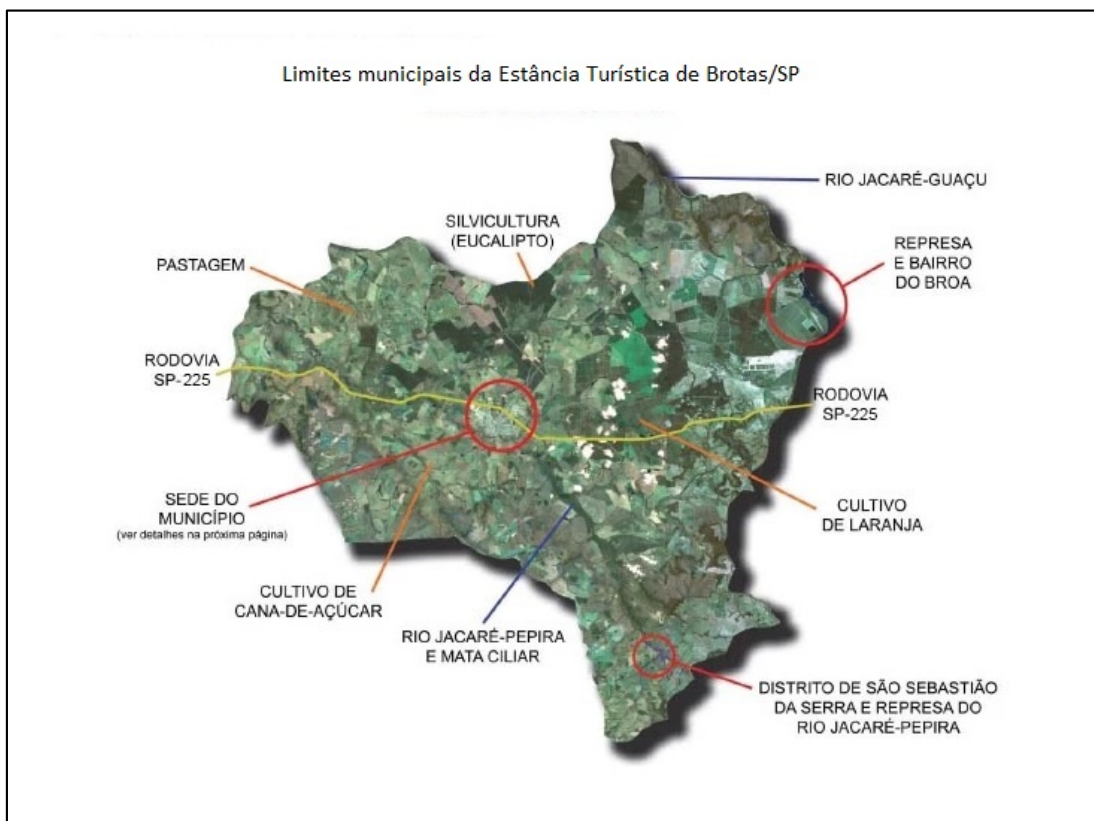 Limites municipais da Estância Turística de Brotas/SP
RIO JACARÉ-GUAÇU
SILVICULTURA
(EUCALIPTO)
REPRESA
E BAIRRO
DO BROA
PASTAGEM
RODOVIA
SP-225
RODOVIA
SP-225
SEDE DO
MUNICÍPIO
(ver detalhes na próxima página)
CULTIVO
DE LARANJA
CULTIVO DE
CANA-DE-AÇÚCAR
RIO JACARÉ-PEPIRA
E MATA CILIAR
DISTRITO DE SÃO SEBASTIÃO
DA SERRA E REPRESA DO
RIO JACARÉ-PEPIRA